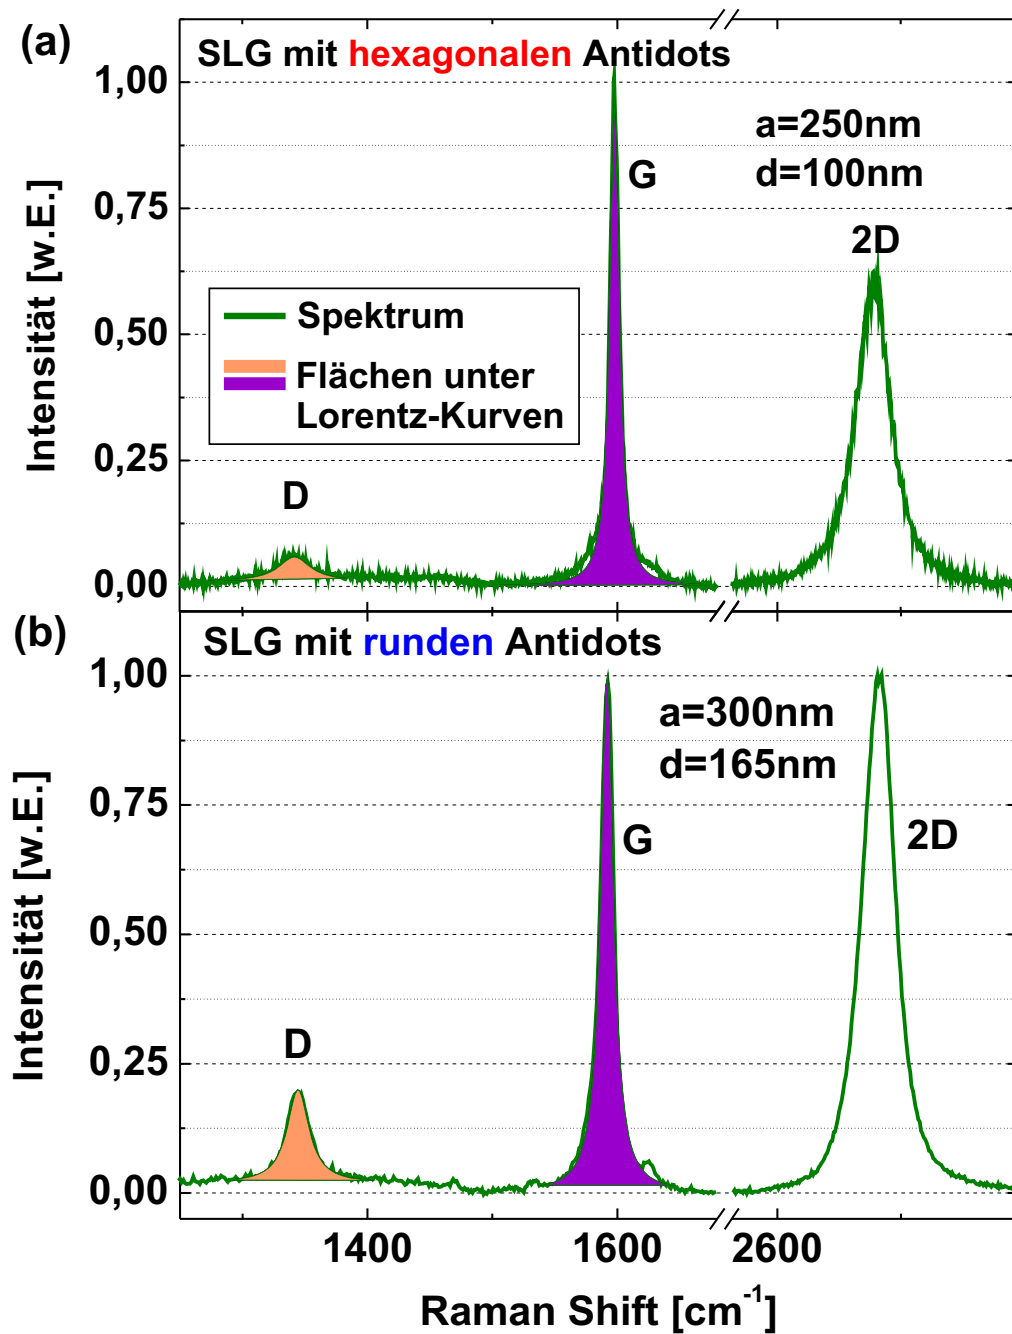 (a)
SLG mit hexagonalen Antidots
1,00
0,75
0,50
0,25
0,00
Intensität [w.E.]
a=250nm
d=100nm
D
G
2D
Spektrum
Flächen unter
Lorentz-Kurven
(b)
SLG mit runden Antidots
1,00
0,75
0,50
0,25
0,00
Intensität [w.E.]
a=300nm
d=165nm
D
G
2D
1400
1600
2600
Raman Shift [cm⁻¹]